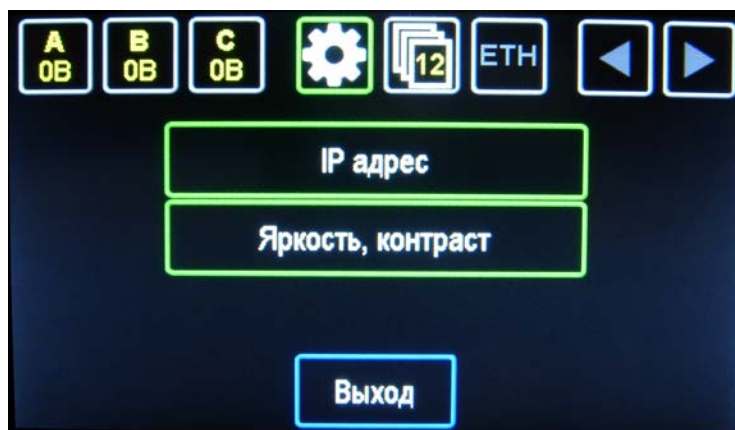 A B C
0В 0В 0В 12 ETH
IP адрес
Яркость, контраст
Выход